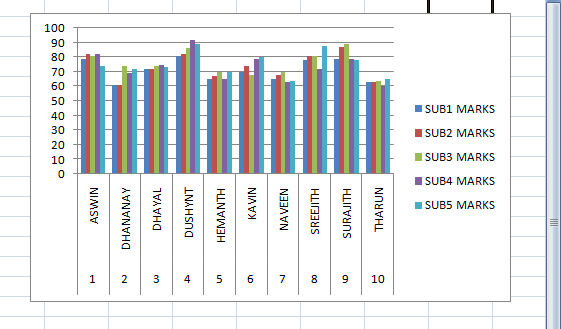 100
90
80
70
60
50
40
30
20
10
0
ASWIN
DHANANAY
DHAYAL
DUSHYNT
HEMANTH
KAVIN
NAVEEN
SREEJITH
SURAJITH
THARUN
1 2 3 4 5 6 7 8 9 10
SUB1 MARKS
SUB2 MARKS
SUB3 MARKS
SUB4 MARKS
SUB5 MARKS